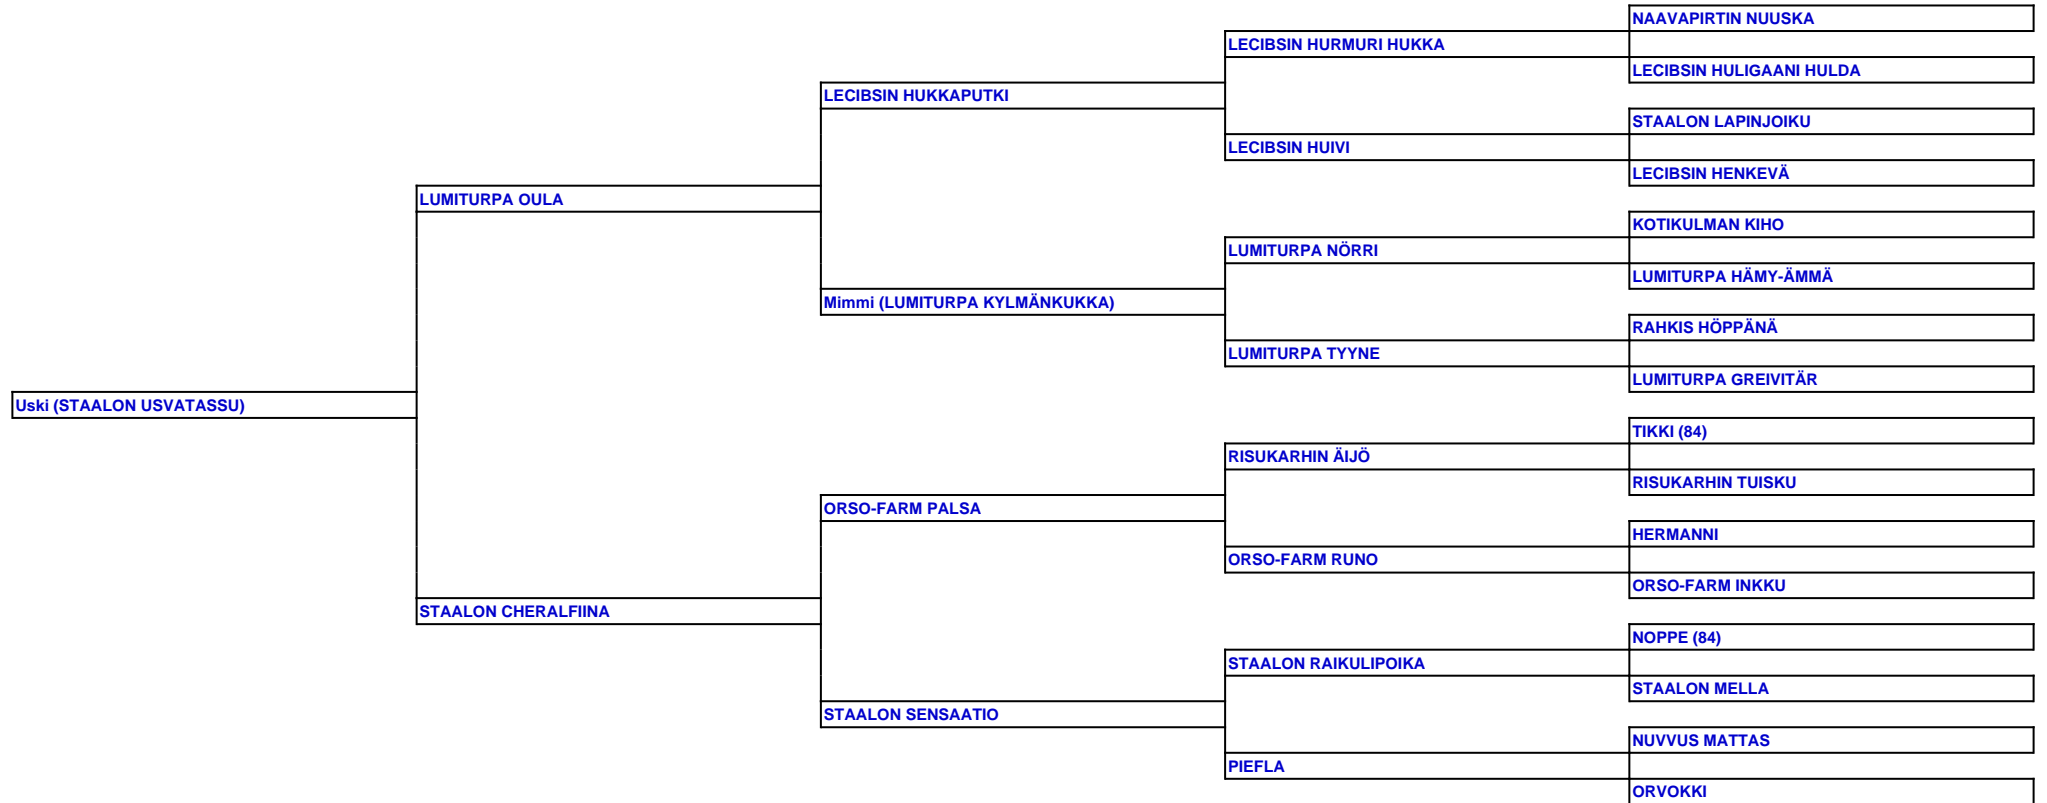 NAAVAPIRTIN NUUSKA
LECIBSIN HURMURI HUKKA
LECIBSIN HULIGAANI HULDA
LECIBSIN HUKKAPUTKI
STAALON LAPINJOIKU
LECIBSIN HUIVI
LECIBSIN HENKEVÄ
LUMITURPA OULA
KOTIKULMAN KIHO
LUMITURPA NÖRRI
LUMITURPA HÄMY-ÄMMÄ
Mimmi (LUMITURPA KYLMÄNKUKKA)
RAHKIS HÖPPÄNÄ
LUMITURPA TYYNE
LUMITURPA GREIVITÄR
Uski (STAALON USVATASSU)
TIKKI (84)
RISUKARHIN ÄIJÖ
RISUKARHIN TUISKU
ORSO-FARM PALSA
HERMANNI
ORSO-FARM RUNO
ORSO-FARM INKKU
STAALON CHERALFIINA
NOPPE (84)
STAALON RAIKULIPOIKA
STAALON MELLA
STAALON SENSAATIO
NUVVUS MATTAS
PIEFLA
ORVOKKI